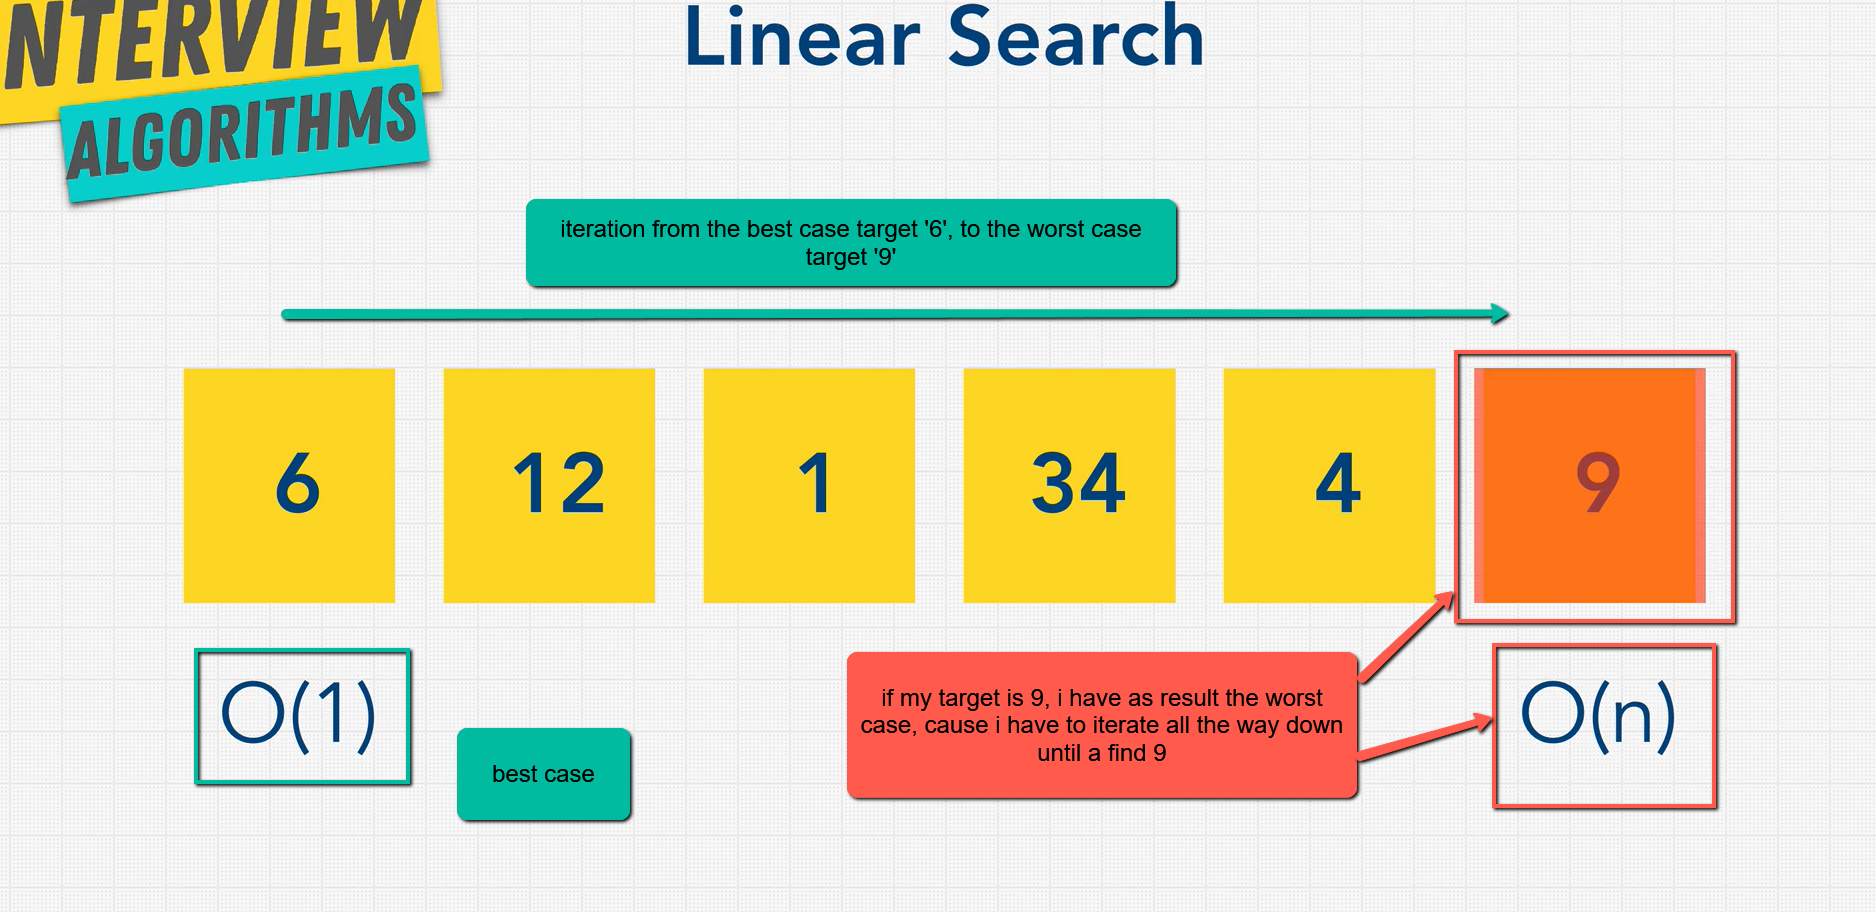 NTERVIEW
ALGORITHMS
Linear Search
iteration from the best case target '6', to the worst case
target '9'
6 12 1 34 4 9
O(1)
best case
if my target is 9, i have as result the worst
case, cause i have to iterate all the way down
until a find 9
O(n)